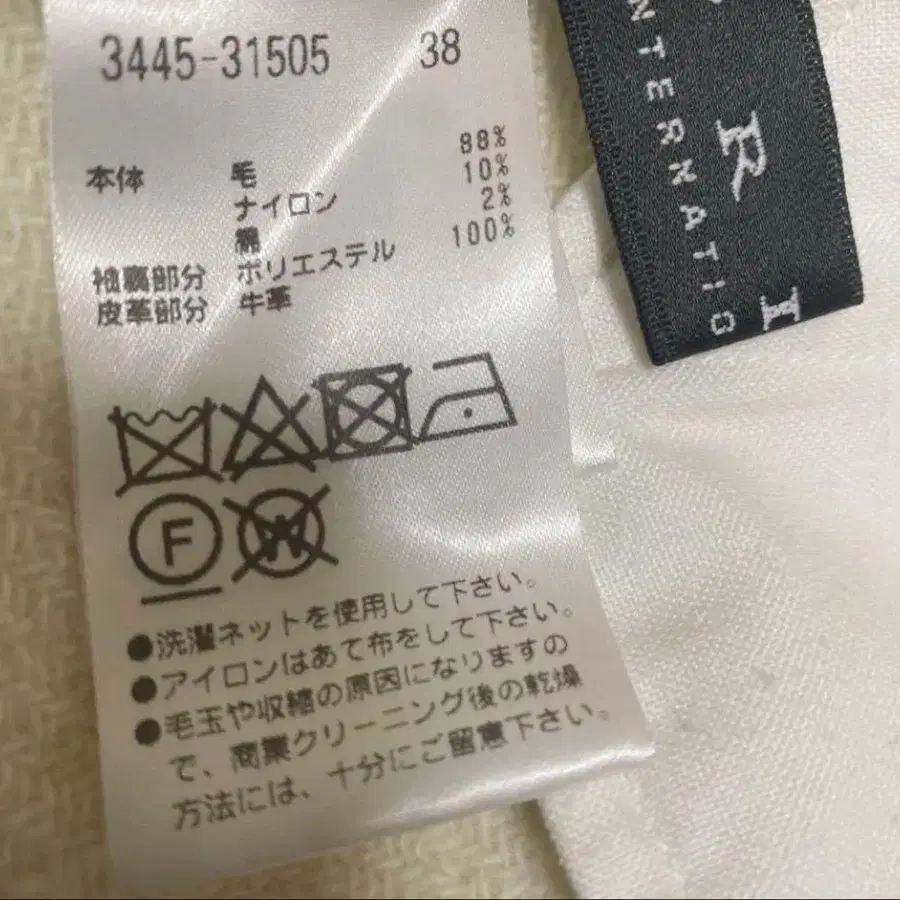 3445-31505 38
88%
本体 毛 10%
ナイロン 2%
綿 100%
袖裏部分 ポリエステル
皮革部分 牛革
F
W
●洗濯ネットを使用して下さい。
●アイロンはあて布をして下さい。
●毛玉や収縮の原因になりますの
で、商業クリーニング後の乾燥
方法には、十分にご留意下さい。
R I
NTERNATIO